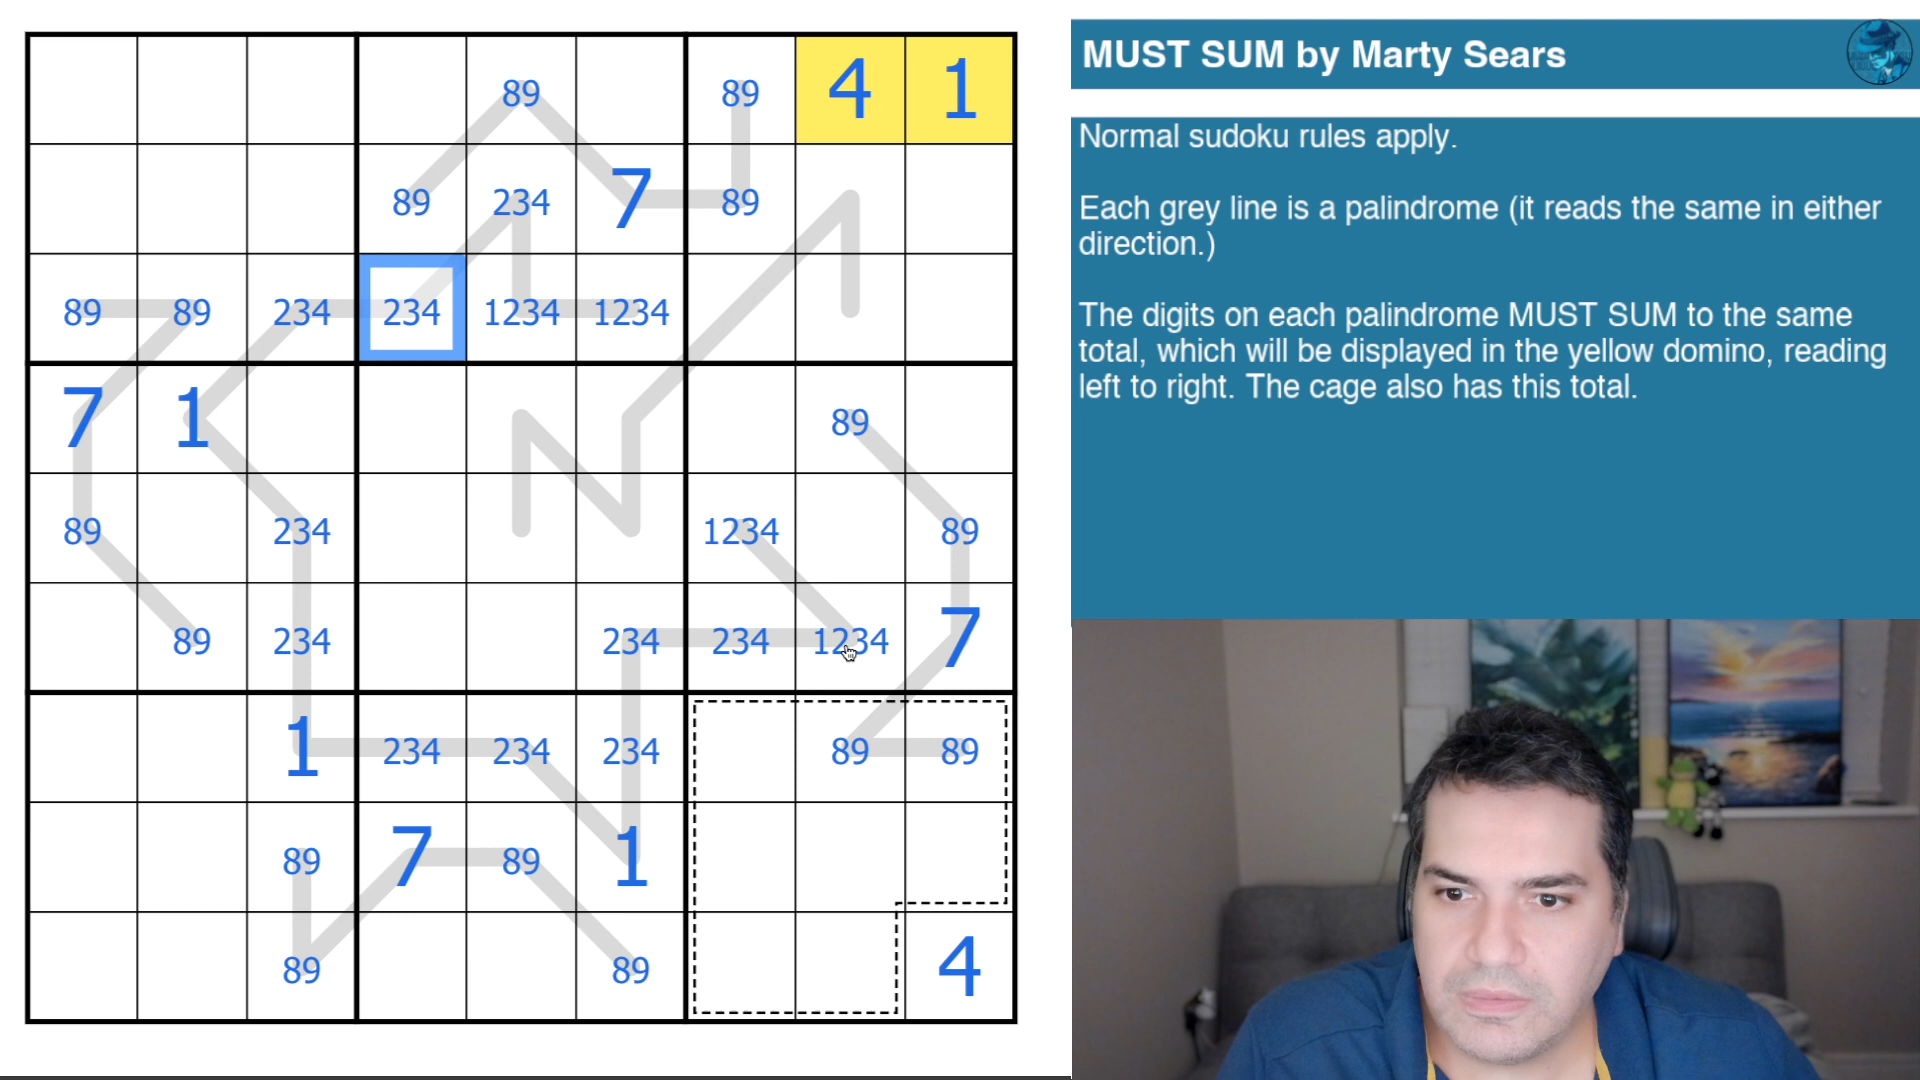 MUST SUM by Marty Sears
Normal sudoku rules apply.
Each grey line is a palindrome (it reads the same in either
direction.)
The digits on each palindrome MUST SUM to the same
total, which will be displayed in the yellow domino, reading
left to right. The cage also has this total.
89 89 4 1
89 234 7 89
89 89 234 234 1234 1234
7 1 89
89 234 1234 89
89 234 234 234 1234 7
1 234 234 234 89 89
89 7 89 1
89 89 4